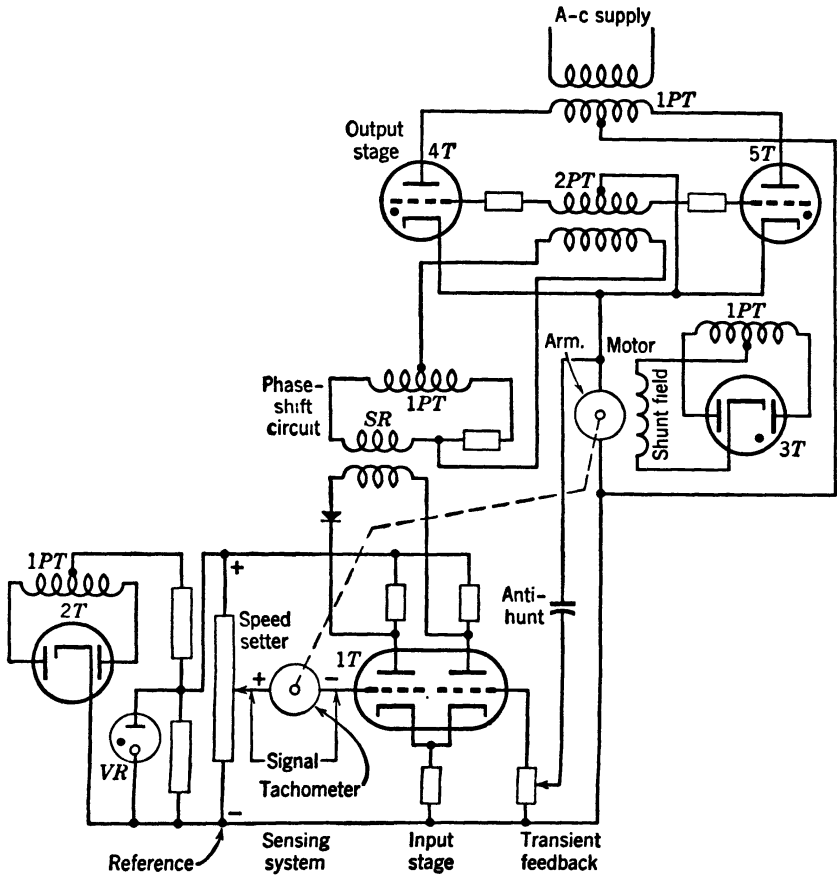 A-c supply
1PT
Output
stage
4T
5T
2PT
1PT
Arm.
Motor
Phase-
shift
circuit
1PT
SR
Shunt field
3T
1PT
2T
+
Speed
setter
Anti-
hunt
1T
+
−
VR
Signal
Tachometer
−
Reference
Sensing
system
Input
stage
Transient
feedback